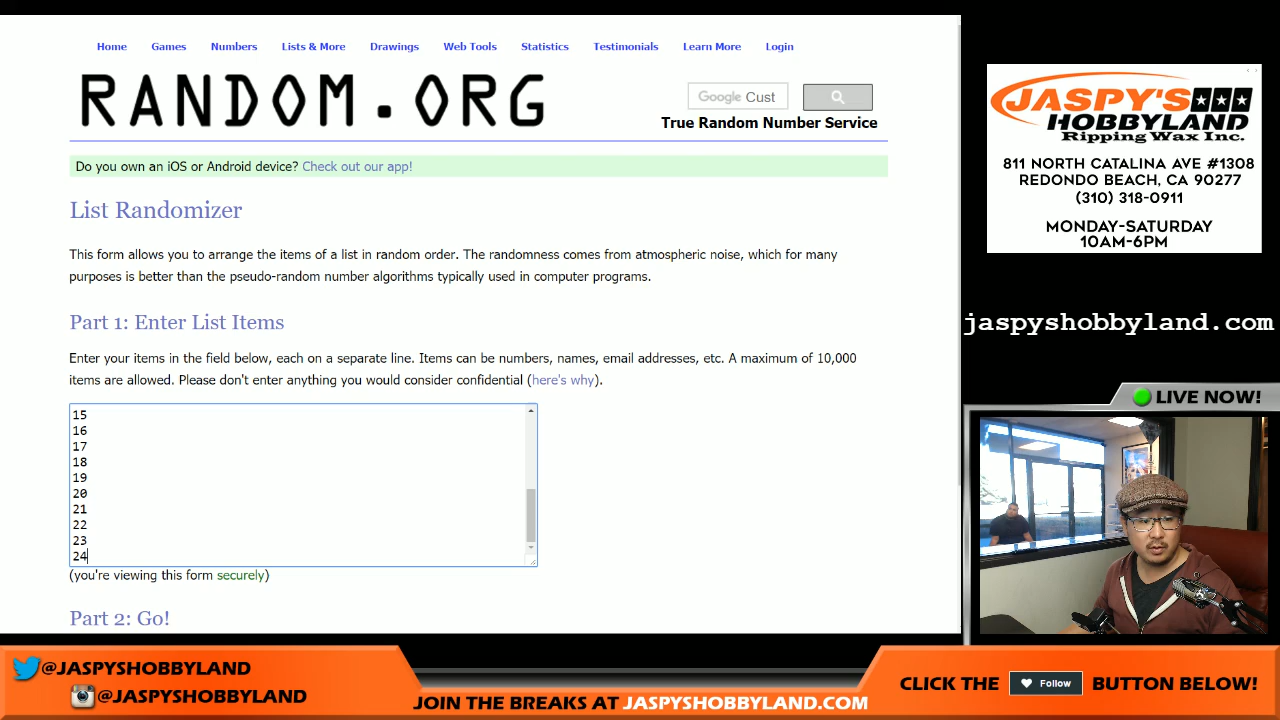 Home Games Numbers Lists & More Drawings Web Tools Statistics Testimonials Learn More Login
RANDOM.ORG
Google Cust
True Random Number Service
Do you own an iOS or Android device? Check out our app!
List Randomizer
This form allows you to arrange the items of a list in random order. The randomness comes from atmospheric noise, which for many
purposes is better than the pseudo-random number algorithms typically used in computer programs.
Part 1: Enter List Items
Enter your items in the field below, each on a separate line. Items can be numbers, names, email addresses, etc. A maximum of 10,000
items are allowed. Please don't enter anything you would consider confidential (here's why).
15
16
17
18
19
20
21
22
23
24
(you're viewing this form securely)
Part 2: Go!
JASPY'S
HOBBYLAND
Ripping Wax Inc.
811 NORTH CATALINA AVE #1308
REDONDO BEACH, CA 90277
(310) 318-0911
MONDAY-SATURDAY
10AM-6PM
jaspyshobbyland.com
LIVE NOW!
@JASPYSHOBBYLAND
@JASPYSHOBBYLAND
JOIN THE BREAKS AT JASPYSHOBBYLAND.COM
CLICK THE Follow BUTTON BELOW!